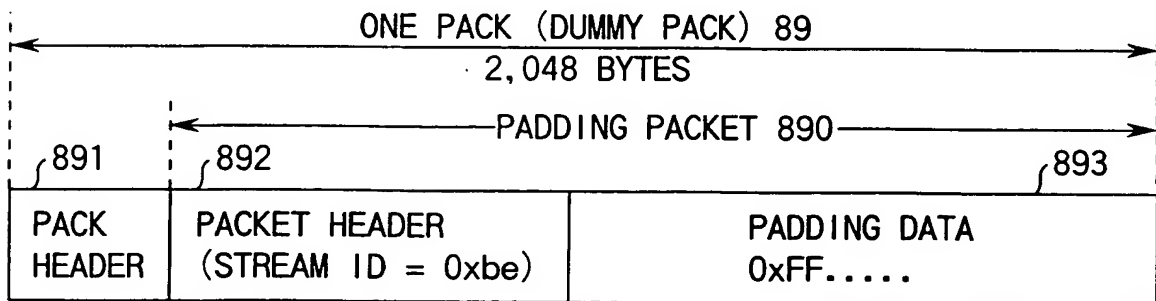 ONE PACK (DUMMY PACK) 89
2,048 BYTES
PADDING PACKET 890
891
892
893
PACK
HEADER
PACKET HEADER
(STREAM ID = 0xbe)
PADDING DATA
0xFF.....